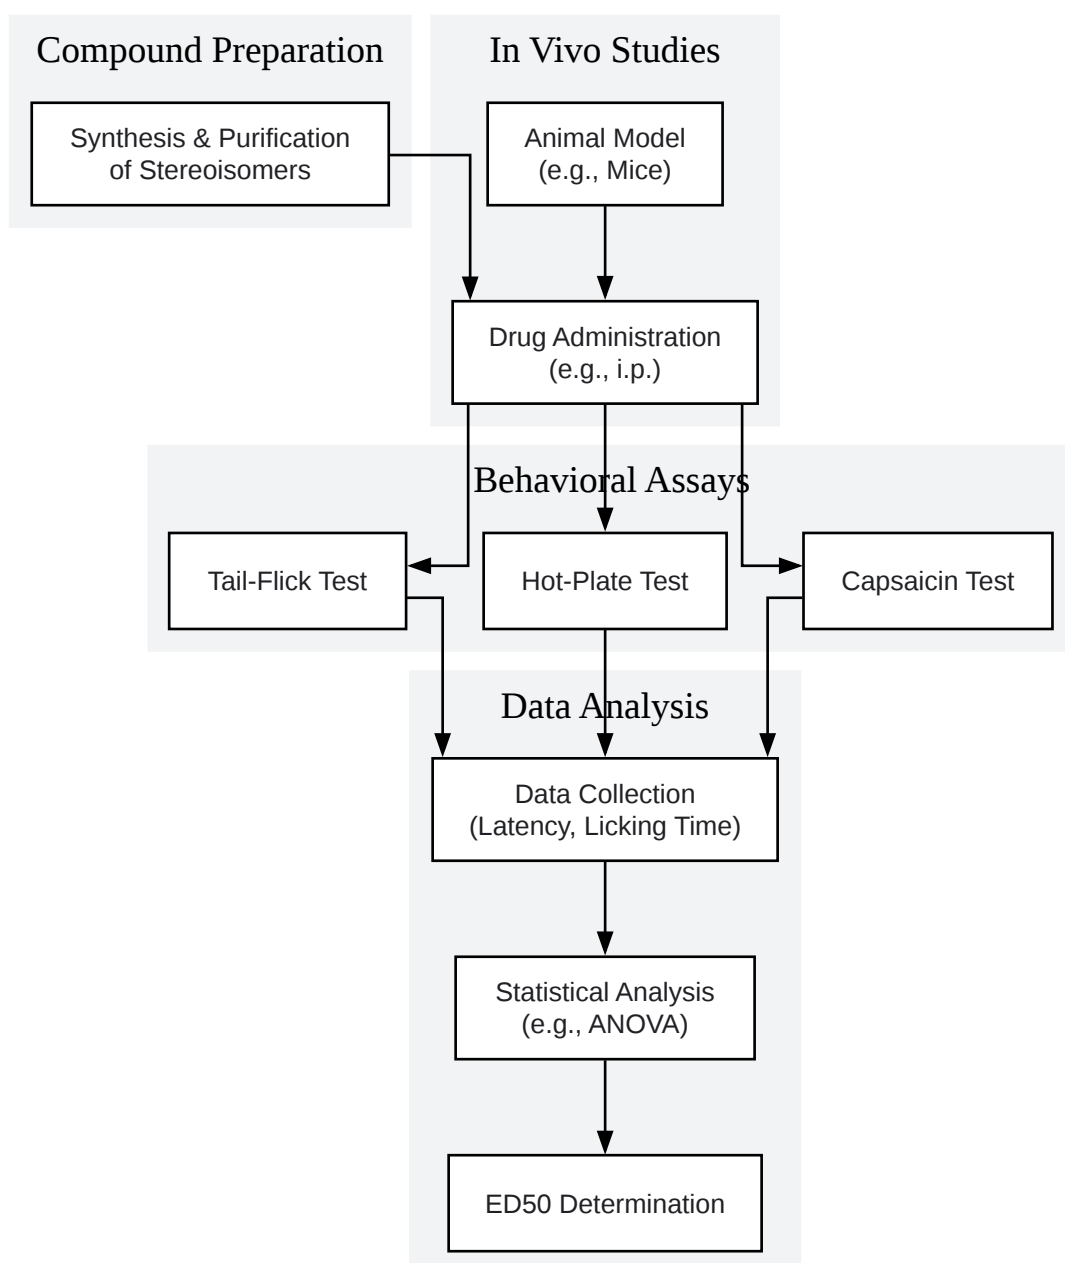 Compound Preparation
Synthesis & Purification
of Stereoisomers
In Vivo Studies
Animal Model
(e.g., Mice)
Drug Administration
(e.g., i.p.)
Behavioral Assays
Tail-Flick Test
Hot-Plate Test
Capsaicin Test
Data Analysis
Data Collection
(Latency, Licking Time)
Statistical Analysis
(e.g., ANOVA)
ED50 Determination